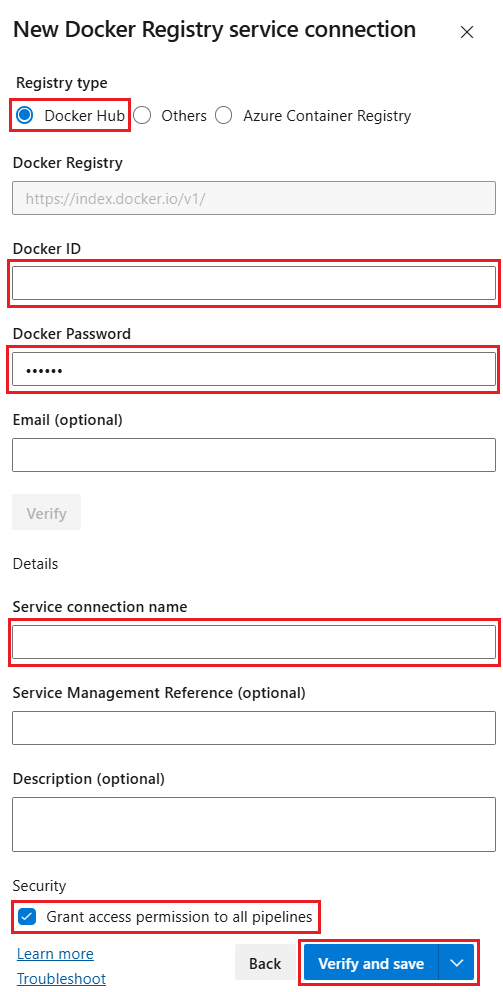 New Docker Registry service connection
Registry type
Docker Hub Others Azure Container Registry
Docker Registry
https://index.docker.io/v1/
Docker ID
Docker Password
••••••
Email (optional)
Verify
Details
Service connection name
Service Management Reference (optional)
Description (optional)
Security
Grant access permission to all pipelines
Learn more
Troubleshoot
Back
Verify and save